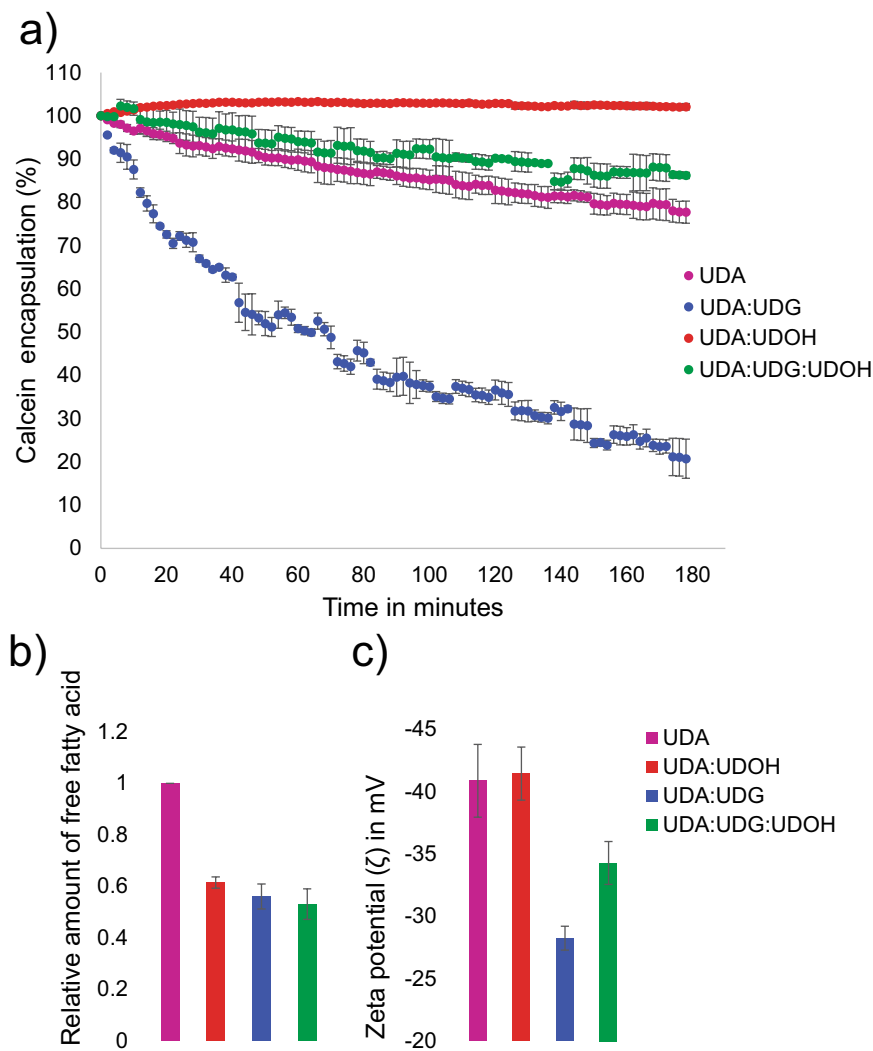 a)
Calcein encapsulation (%)
110
100
90
80
70
60
50
40
30
20
10
0
0 20 40 60 80 100 120 140 160 180
Time in minutes
UDA
UDA:UDG
UDA:UDOH
UDA:UDG:UDOH
b)
Relative amount of free fatty acid
1.2
1
0.8
0.6
0.4
0.2
0
c)
Zeta potential (ζ) in mV
-45
-40
-35
-30
-25
-20
UDA
UDA:UDOH
UDA:UDG
UDA:UDG:UDOH